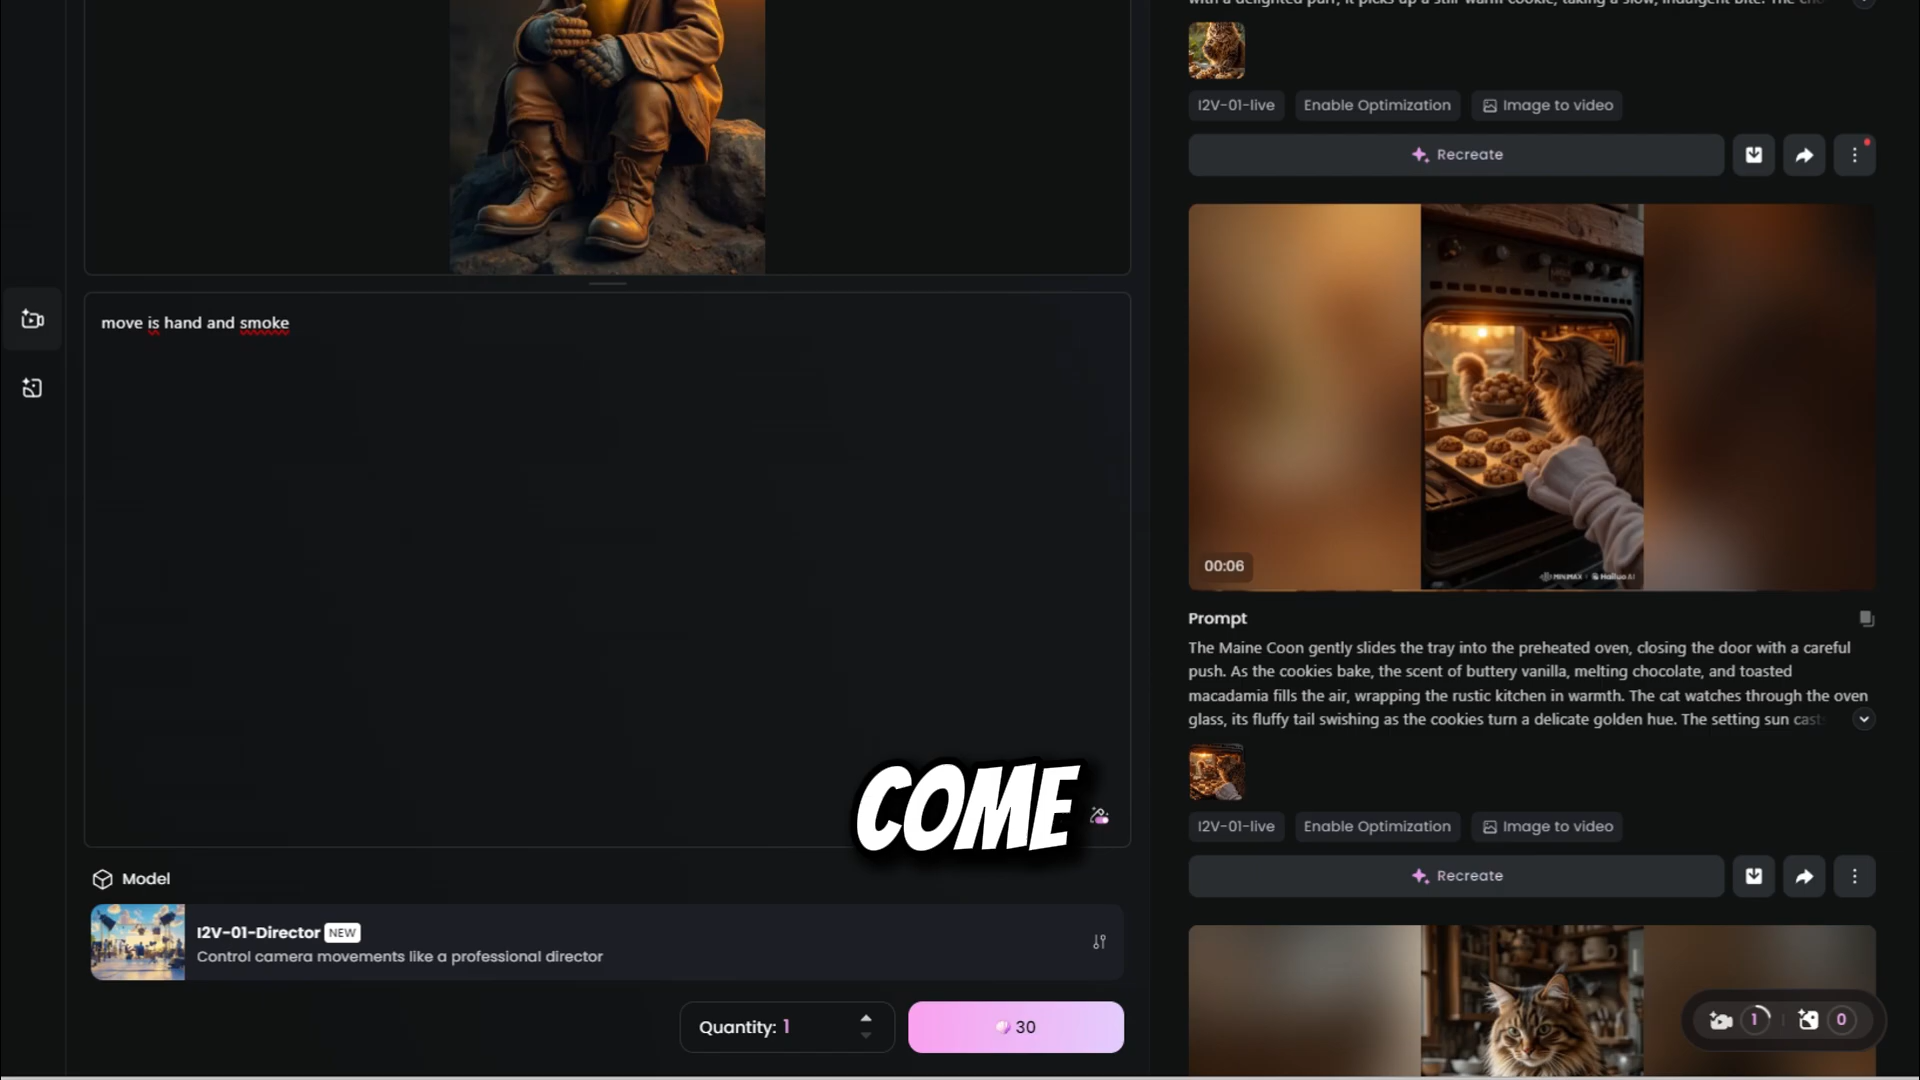 move is hand and smoke
COME
Model
I2V-01-Director NEW
Control camera movements like a professional director
Quantity: 1
30
I2V-01-live
Enable Optimization
Image to video
Recreate
00:06
MINIMAX | Hailuo AI
Prompt
The Maine Coon gently slides the tray into the preheated oven, closing the door with a careful
push. As the cookies bake, the scent of buttery vanilla, melting chocolate, and toasted
macadamia fills the air, wrapping the rustic kitchen in warmth. The cat watches through the oven
glass, its fluffy tail swishing as the cookies turn a delicate golden hue. The setting sun casts
I2V-01-live
Enable Optimization
Image to video
Recreate
1
0